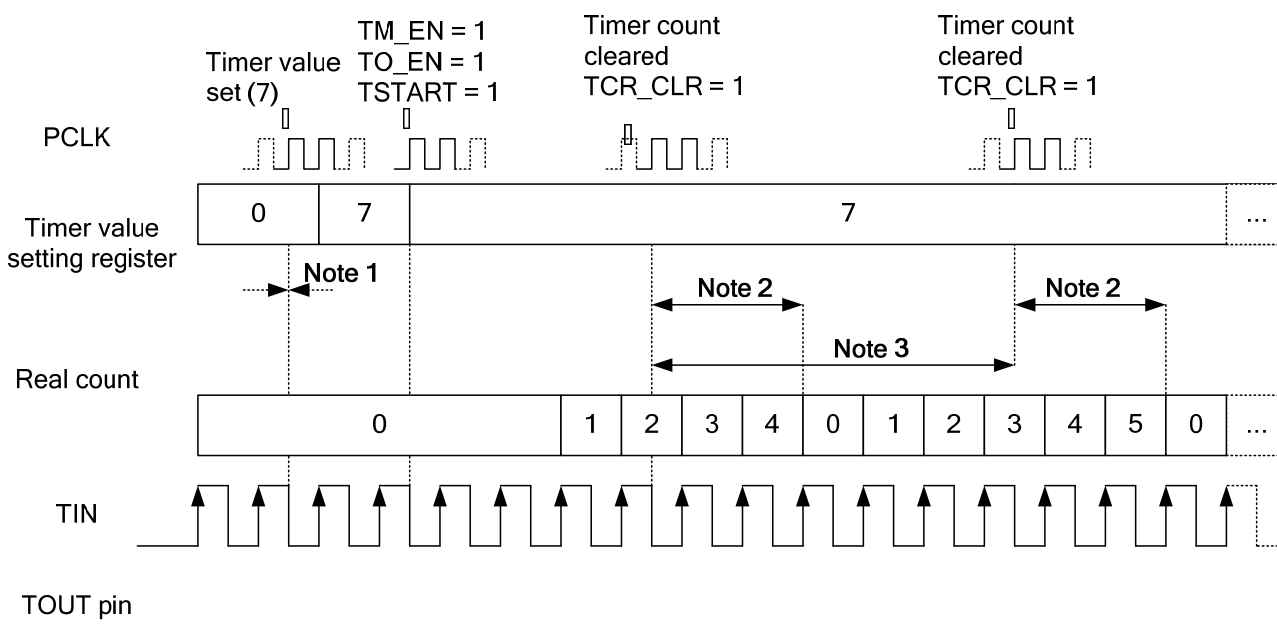 TM_EN = 1
TO_EN = 1
TSTART = 1
Timer value
set (7)
Timer count
cleared
TCR_CLR = 1
Timer count
cleared
TCR_CLR = 1
PCLK
Timer value
setting register
0 7 7 ...
Note 1
Note 2
Note 2
Note 3
Real count
0 1 2 3 4 0 1 2 3 4 5 0 ...
TIN
TOUT pin